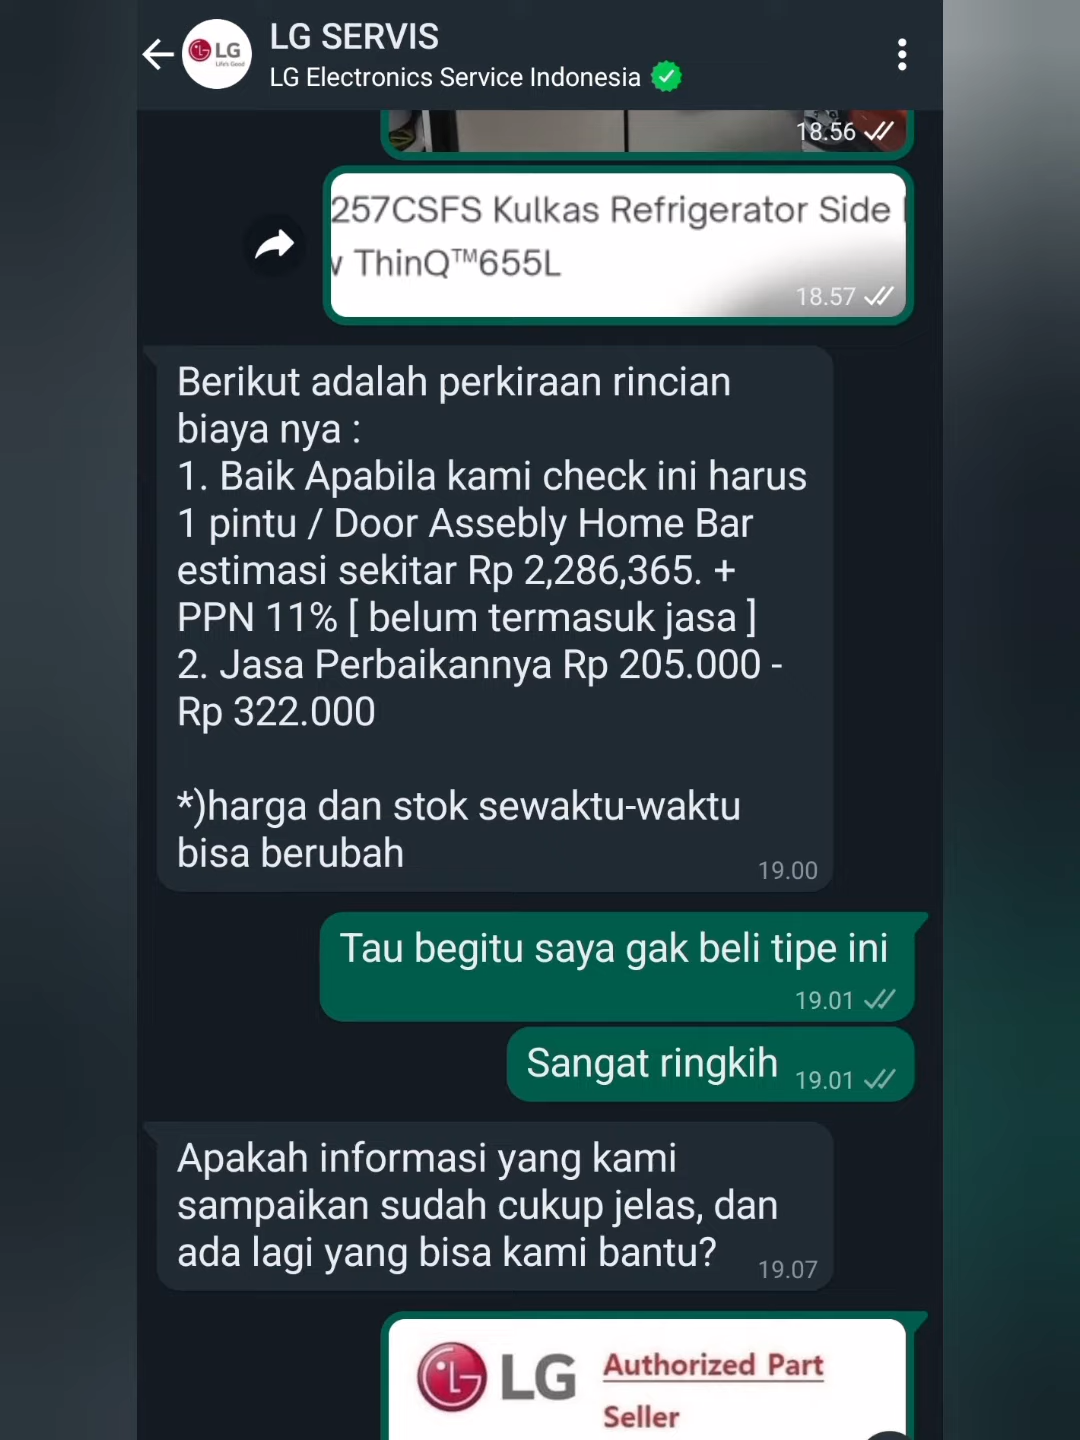 LG SERVIS
LG
Life's Good
LG Electronics Service Indonesia
18.56
257CSFS Kulkas Refrigerator Side
ThinQ™655L
18.57
Berikut adalah perkiraan rincian
biaya nya :
1. Baik Apabila kami check ini harus
1 pintu / Door Assebly Home Bar
estimasi sekitar Rp 2,286,365. +
PPN 11% [ belum termasuk jasa ]
2. Jasa Perbaikannya Rp 205.000 -
Rp 322.000
*)harga dan stok sewaktu-waktu
bisa berubah
19.00
Tau begitu saya gak beli tipe ini
19.01
Sangat ringkih
19.01
Apakah informasi yang kami
sampaikan sudah cukup jelas, dan
ada lagi yang bisa kami bantu?
19.07
LG
Authorized Part
Seller